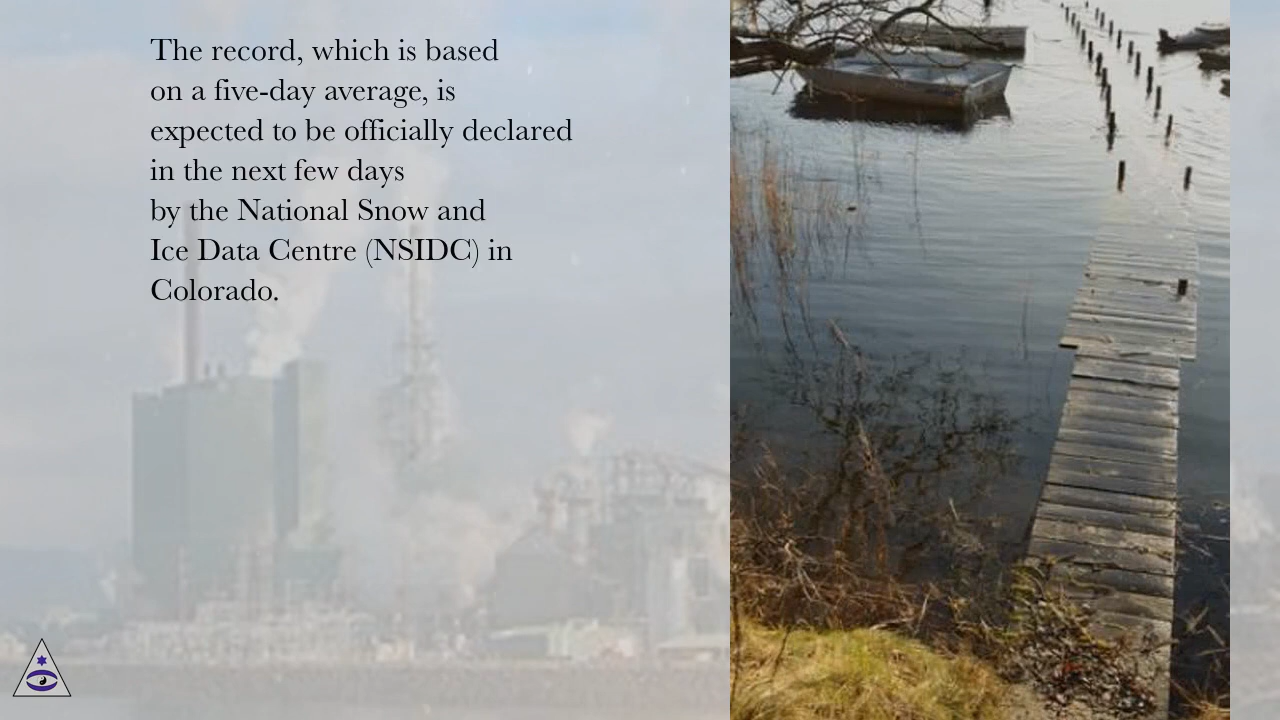 The record, which is based
on a five-day average, is
expected to be officially declared
in the next few days
by the National Snow and
Ice Data Centre (NSIDC) in
Colorado.